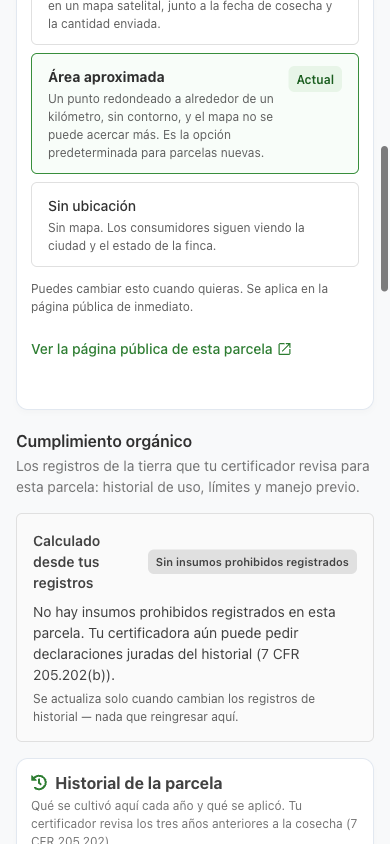 en un mapa satelital, junto a la fecha de cosecha y
la cantidad enviada.
Área aproximada
Actual
Un punto redondeado a alrededor de un
kilómetro, sin contorno, y el mapa no se
puede acercar más. Es la opción
predeterminada para parcelas nuevas.
Sin ubicación
Sin mapa. Los consumidores siguen viendo la
ciudad y el estado de la finca.
Puedes cambiar esto cuando quieras. Se aplica en la
página pública de inmediato.
Ver la página pública de esta parcela
Cumplimiento orgánico
Los registros de la tierra que tu certificador revisa para
esta parcela: historial de uso, límites y manejo previo.
Calculado
desde tus
registros
Sin insumos prohibidos registrados
No hay insumos prohibidos registrados en esta
parcela. Tu certificadora aún puede pedir
declaraciones juradas del historial (7 CFR
205.202(b)).
Se actualiza solo cuando cambian los registros de
historial — nada que reingresar aquí.
Historial de la parcela
Qué se cultivó aquí cada año y qué se aplicó. Tu
certificador revisa los tres años anteriores a la cosecha (7
CFR 205.202)